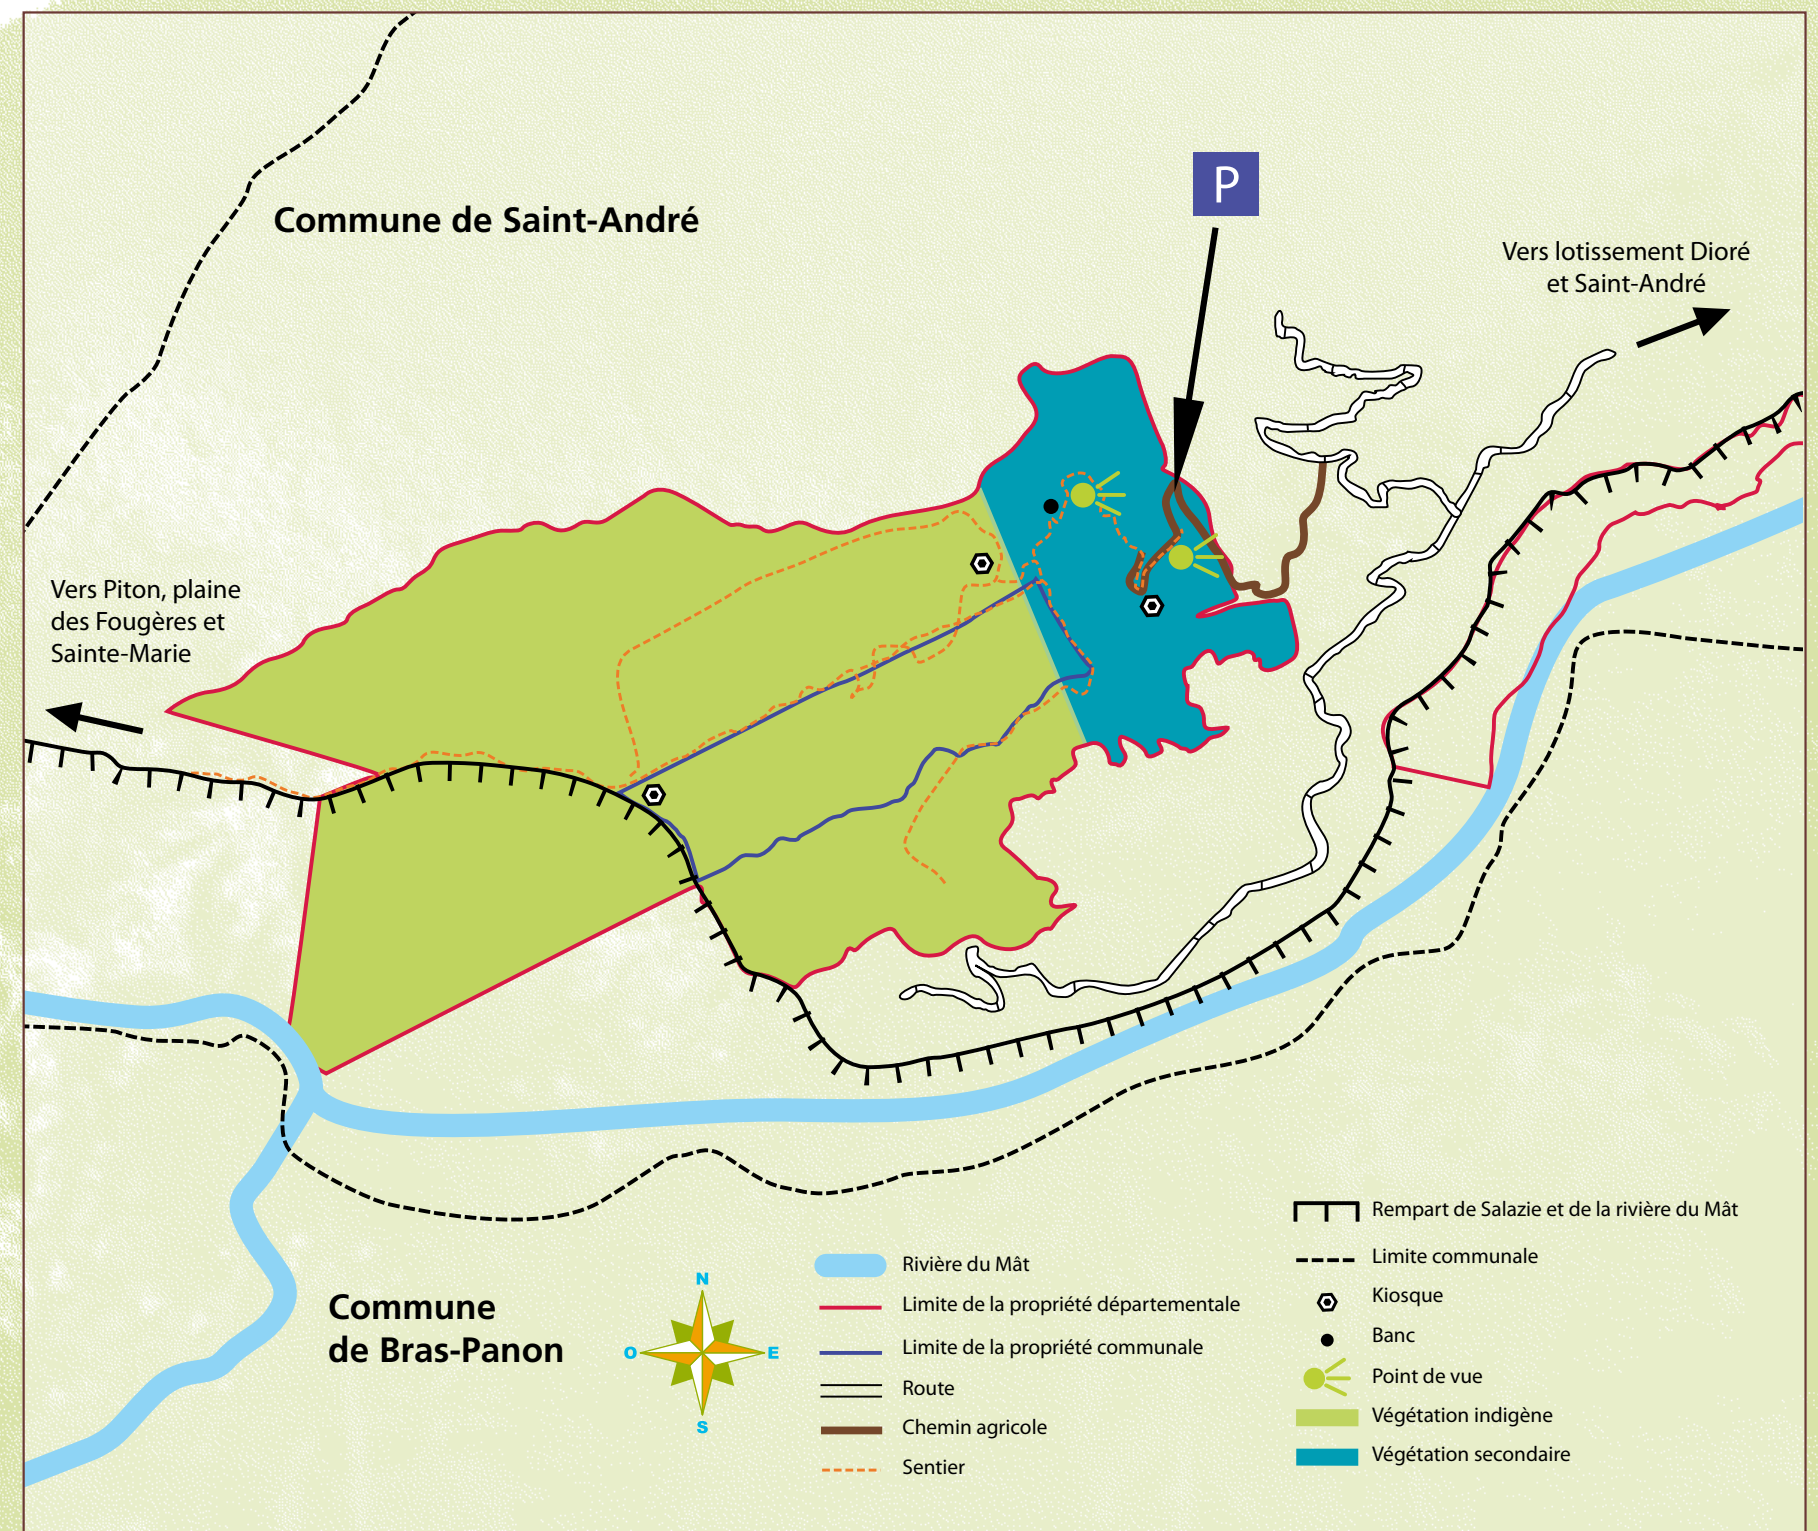 P
Commune de Saint-André
Vers lotissement Dioré
et Saint-André
Vers Piton, plaine
des Fougères et
Sainte-Marie
Commune
de Bras-Panon
N
O
E
S
Rivière du Mât
Limite de la propriété départementale
Limite de la propriété communale
Route
Chemin agricole
Sentier
Rempart de Salazie et de la rivière du Mât
Limite communale
Kiosque
Banc
Point de vue
Végétation indigène
Végétation secondaire